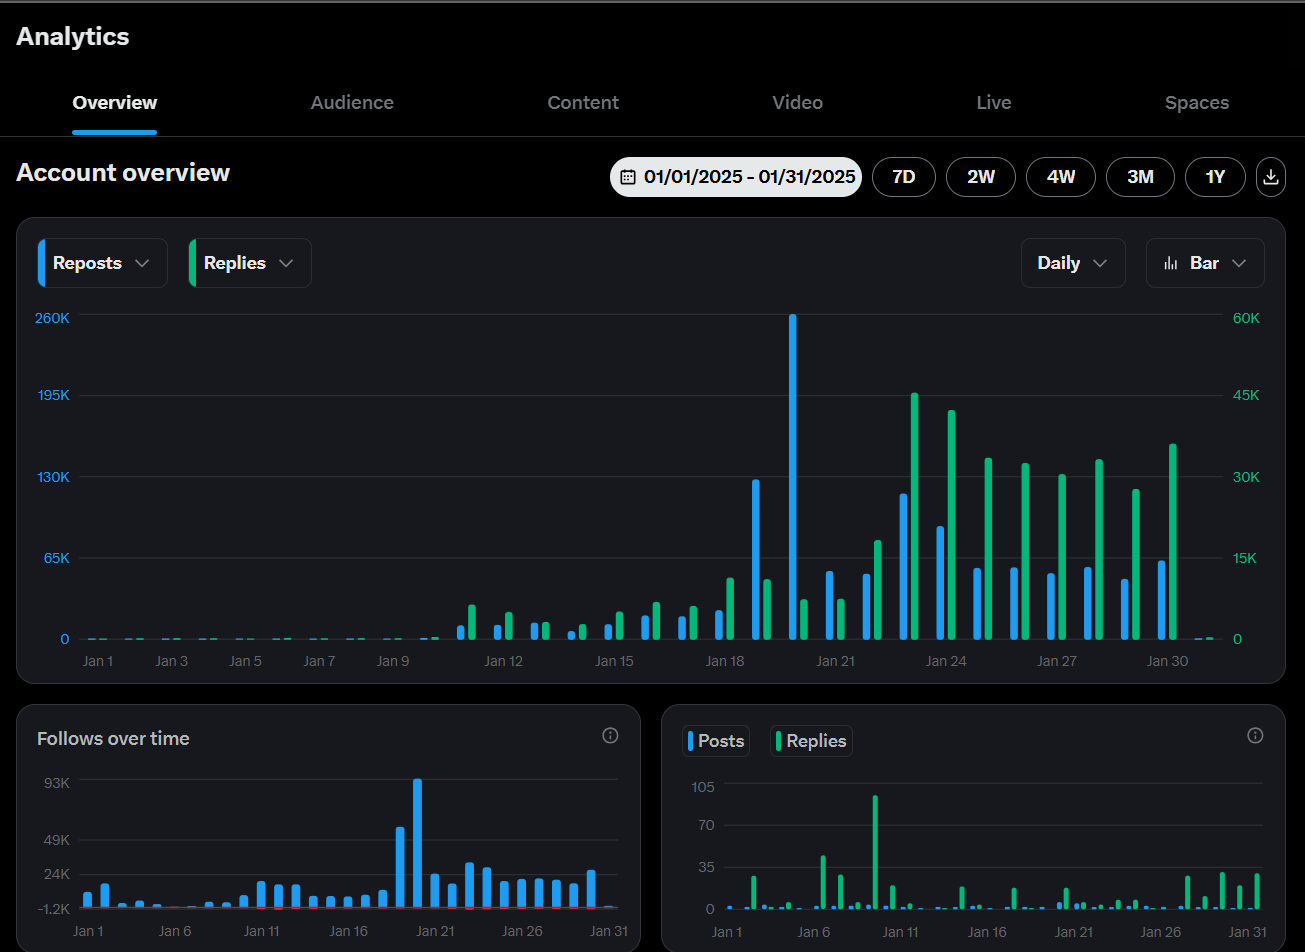 Analytics
Overview Audience Content Video Live Spaces
Account overview 01/01/2025 - 01/31/2025 7D 2W 4W 3M 1Y
Reposts Replies Daily Bar
260K 60K
195K 45K
130K 30K
65K 15K
0 0
Jan 1 Jan 3 Jan 5 Jan 7 Jan 9 Jan 12 Jan 15 Jan 18 Jan 21 Jan 24 Jan 27 Jan 30
Follows over time
93K
49K
24K
-1.2K
Jan 1 Jan 6 Jan 11 Jan 16 Jan 21 Jan 26 Jan 31
Posts Replies
105
70
35
0
Jan 1 Jan 6 Jan 11 Jan 16 Jan 21 Jan 26 Jan 31